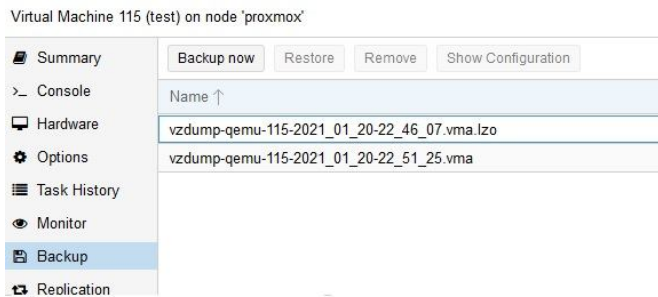 Virtual Machine 115 (test) on node 'proxmox'
Summary
Console
Hardware
Options
Task History
Monitor
Backup
Replication
Backup now Restore Remove Show Configuration
Name ↑
vzdump-qemu-115-2021_01_20-22_46_07.vma.lzo
vzdump-qemu-115-2021_01_20-22_51_25.vma